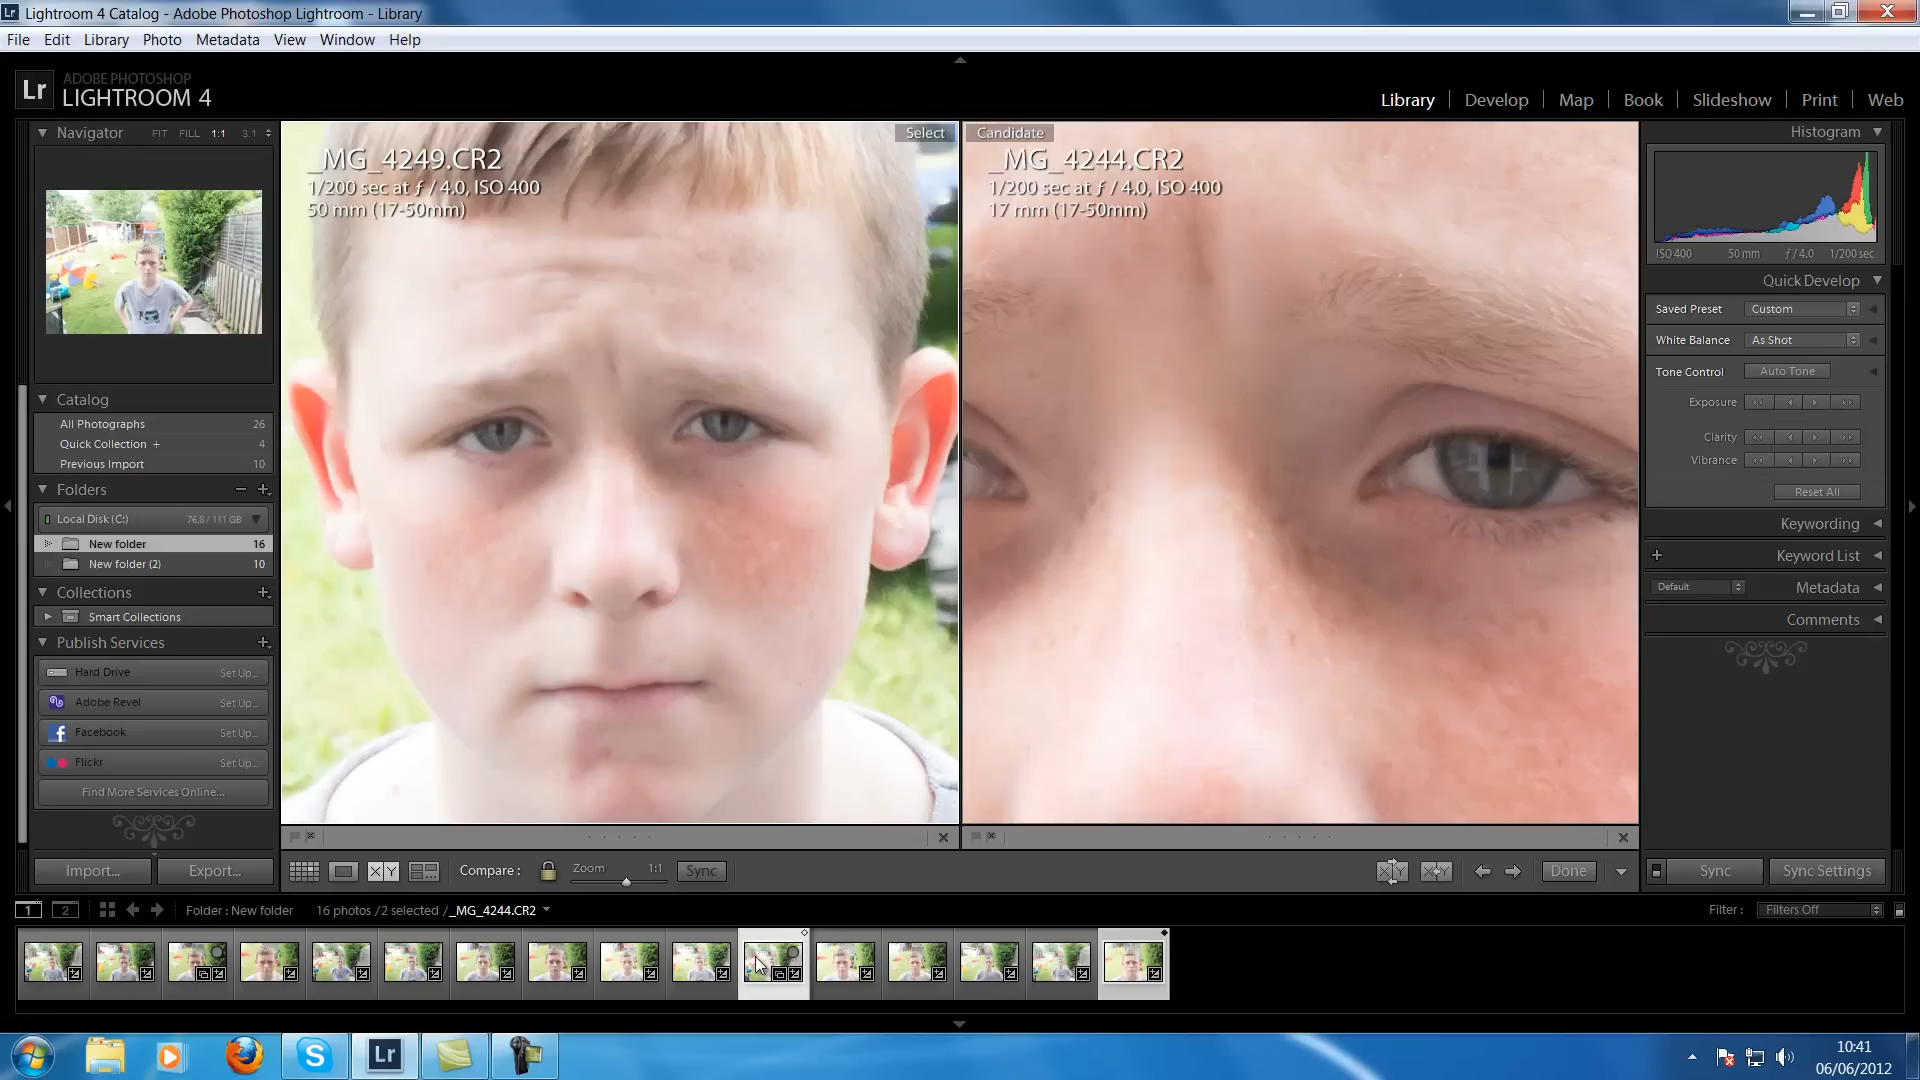 Lr Lightroom 4 Catalog - Adobe Photoshop Lightroom - Library
File Edit Library Photo Metadata View Window Help
Lr ADOBE PHOTOSHOP
LIGHTROOM 4
Library Develop Map Book Slideshow Print Web
Navigator FIT FILL 1:1 3:1
Catalog
All Photographs 26
Quick Collection + 4
Previous Import 10
Folders
Local Disk (C:) 76.8 / 111 GB
New folder 16
New folder (2) 10
Collections
Smart Collections
Publish Services
Hard Drive Set Up...
Adobe Revel Set Up...
Facebook Set Up...
Flickr Set Up...
Find More Services Online...
Import... Export...
Select
_MG_4249.CR2
1/200 sec at ƒ / 4.0, ISO 400
50 mm (17-50mm)
Candidate
_MG_4244.CR2
1/200 sec at ƒ / 4.0, ISO 400
17 mm (17-50mm)
Histogram
ISO 400 50 mm ƒ / 4.0 1/200 sec
Quick Develop
Saved Preset Custom
White Balance As Shot
Tone Control Auto Tone
Exposure
Clarity
Vibrance
Reset All
Keywording
Keyword List
Default Metadata
Comments
XY Compare : Zoom 1:1 Sync
Done
Sync Sync Settings
1 2 Folder : New folder 16 photos / 2 selected / _MG_4244.CR2
Filter : Filters Off
Lr
10:41
06/06/2012